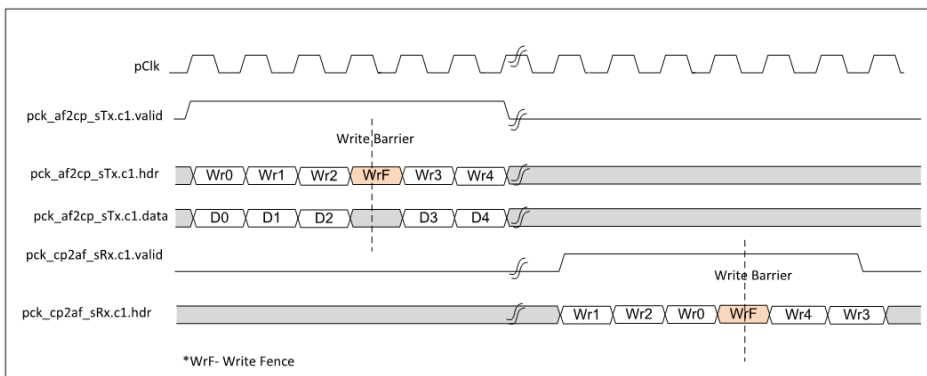 pClk
pck_af2cp_sTx.c1.valid
Write Barrier
pck_af2cp_sTx.c1.hdr Wr0 Wr1 Wr2 WrF Wr3 Wr4
pck_af2cp_sTx.c1.data D0 D1 D2 D3 D4
pck_cp2af_sRx.c1.valid
Write Barrier
pck_cp2af_sRx.c1.hdr Wr1 Wr2 Wr0 WrF Wr4 Wr3
*WrF- Write Fence